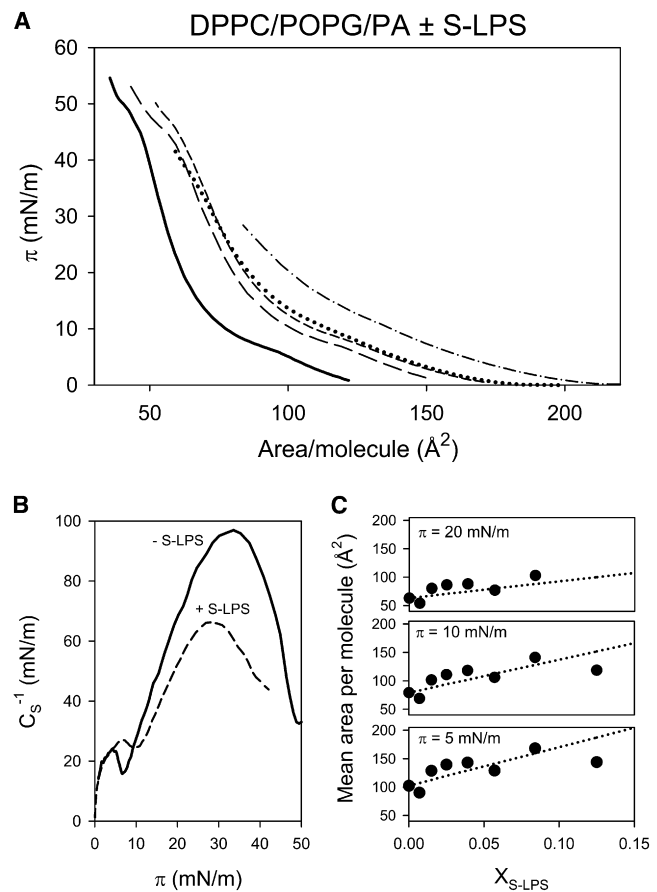 A
DPPC/POPG/PA ± S-LPS
60
50
40
30
20
10
0
π (mN/m)
50
100
150
200
Area/molecule (Å²)
B
100
80
60
40
20
0
C_S⁻¹ (mN/m)
- S-LPS
+ S-LPS
0
10
20
30
40
50
π (mN/m)
C
Mean area per molecule (Å²)
200
150
100
50
π = 20 mN/m
200
150
100
50
π = 10 mN/m
200
150
100
50
π = 5 mN/m
0.00
0.05
0.10
0.15
X_S-LPS